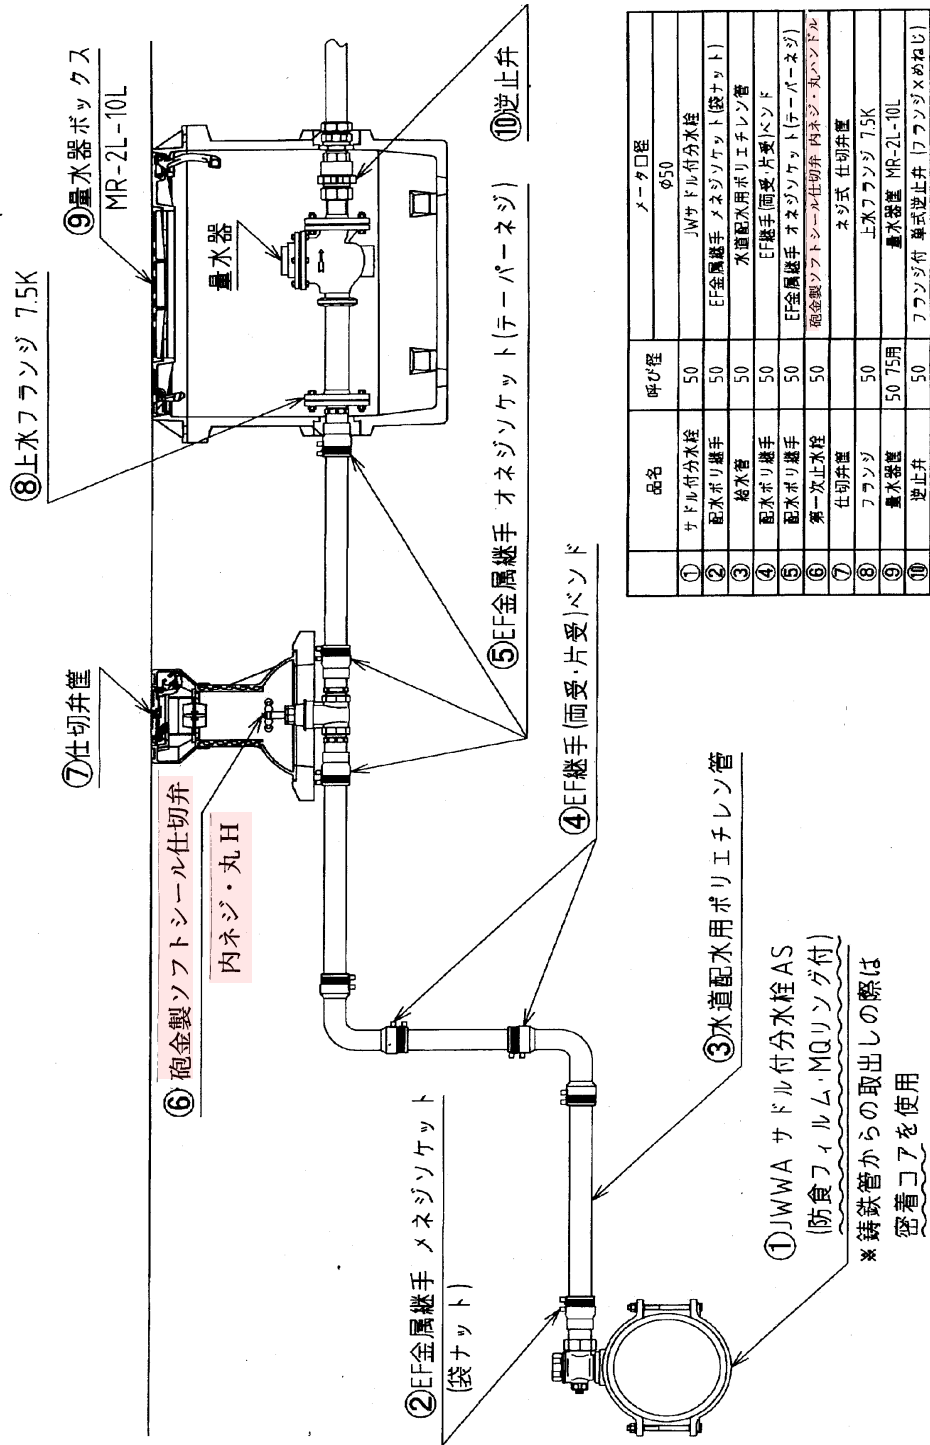 ⑨量水器ボックス
MR-2L-10L
⑧上水フランジ 7.5K
量水器
⑩逆止弁
⑦仕切弁筐
⑥ 砲金製ソフトシール仕切弁
内ネジ・丸H
⑤EF金属継手 オネジソケット(テーパーネジ)
④EF継手(両受・片受)ベンド
③水道配水用ポリエチレン管
②EF金属継手 メネジソケット
(袋ナット)
①JWWA サドル付分水栓AS
(防食フィルム・MQリング付)
※鋳鉄管からの取出しの際は
密着コアを使用
品名 呼び径 メータ口径
φ50
① サドル付分水栓 50 JWサドル付分水栓
② 配水ポリ継手 50 EF金属継手 メネジソケット(袋ナット)
③ 給水管 50 水道配水用ポリエチレン管
④ 配水ポリ継手 50 EF継手(両受・片受)ベンド
⑤ 配水ポリ継手 50 EF金属継手 オネジソケット(テーパーネジ)
⑥ 第一次止水栓 50 砲金製ソフトシール仕切弁 内ネジ・丸ハンドル
⑦ 仕切弁筐 ネジ式 仕切弁筐
⑧ フランジ 50 上水フランジ 7.5K
⑨ 量水器筐 50 75用 量水器筐 MR-2L-10L
⑩ 逆止弁 50 フランジ付 単式逆止弁 (フランジ×めねじ)